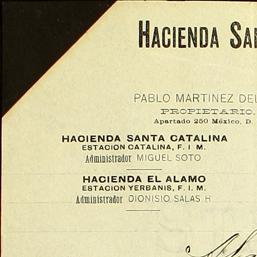 HACIENDA SA
PABLO MARTINEZ DEL
PROPIETARIO.
Apartado 250 México, D.
HACIENDA SANTA CATALINA
ESTACION CATALINA, F. I M.
Administrador MIGUEL SOTO
HACIENDA EL ALAMO
ESTACION YERBANIS, F. I M.
Administrador DIONISIO SALAS R